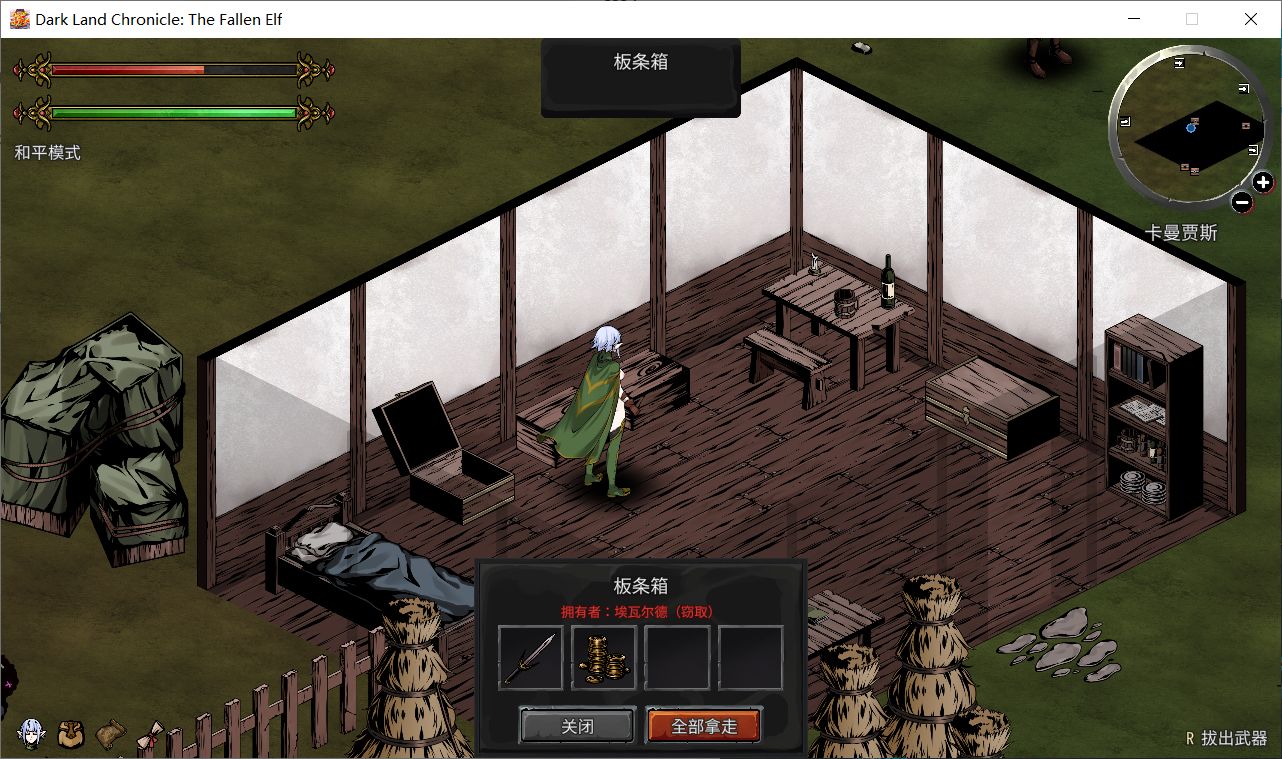 Dark Land Chronicle: The Fallen Elf
板条箱
和平模式
卡曼贾斯
板条箱
拥有者：埃瓦尔德（窃取）
关闭
全部拿走
R 拔出武器